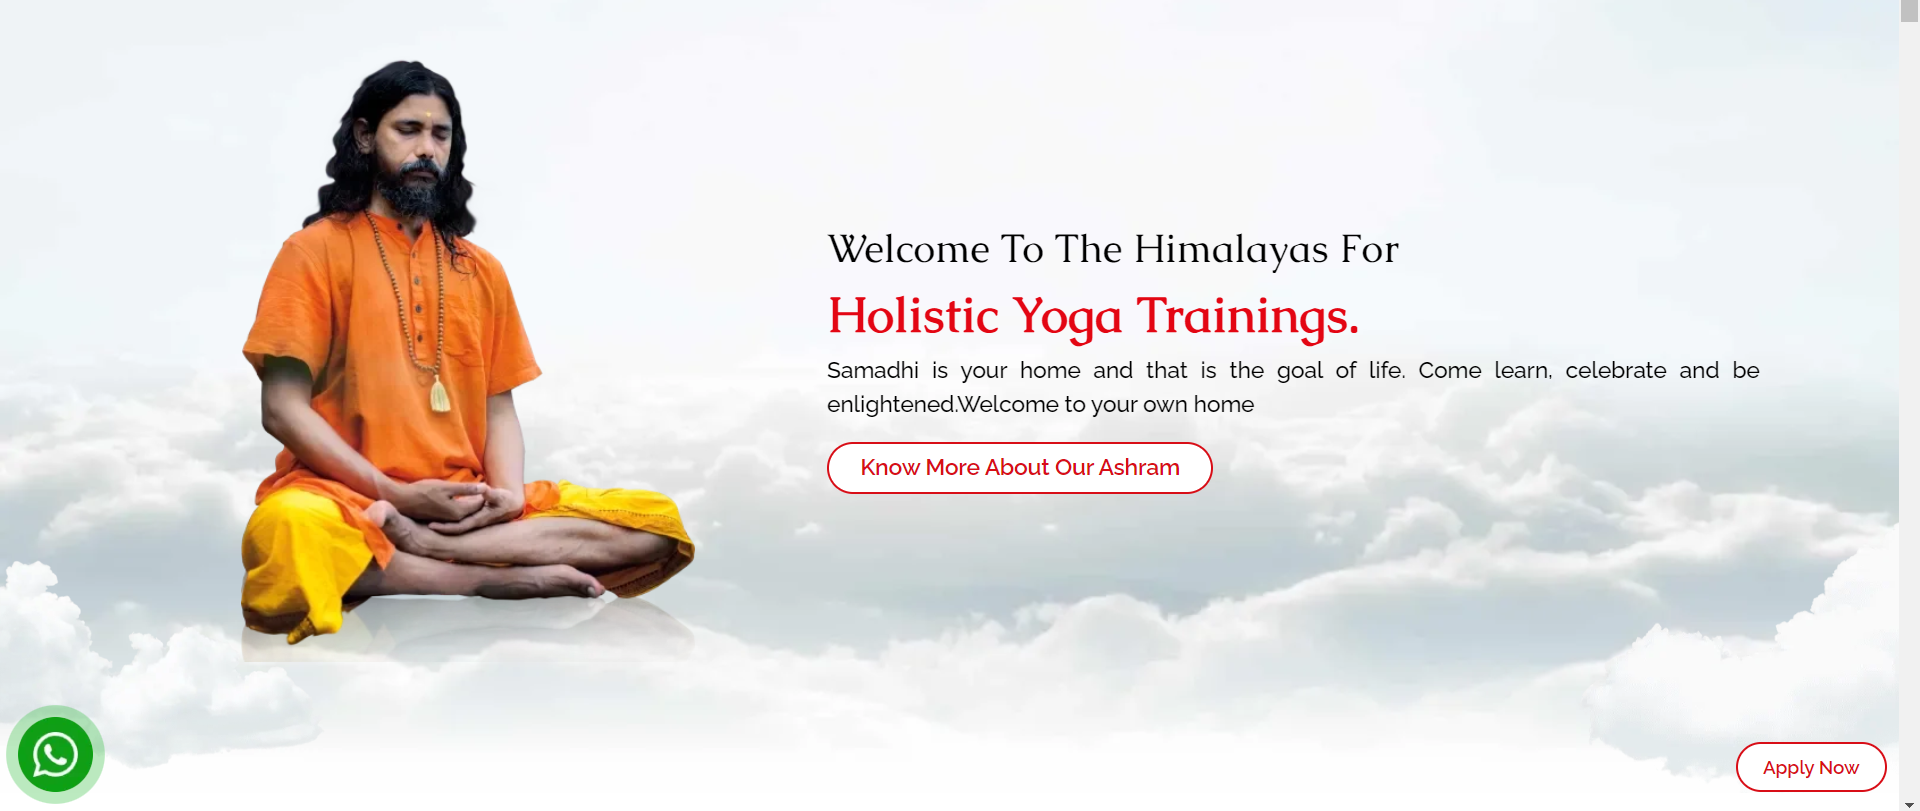 Welcome To The Himalayas For
Holistic Yoga Trainings.
Samadhi is your home and that is the goal of life. Come learn, celebrate and be
enlightened.Welcome to your own home
Know More About Our Ashram
Apply Now